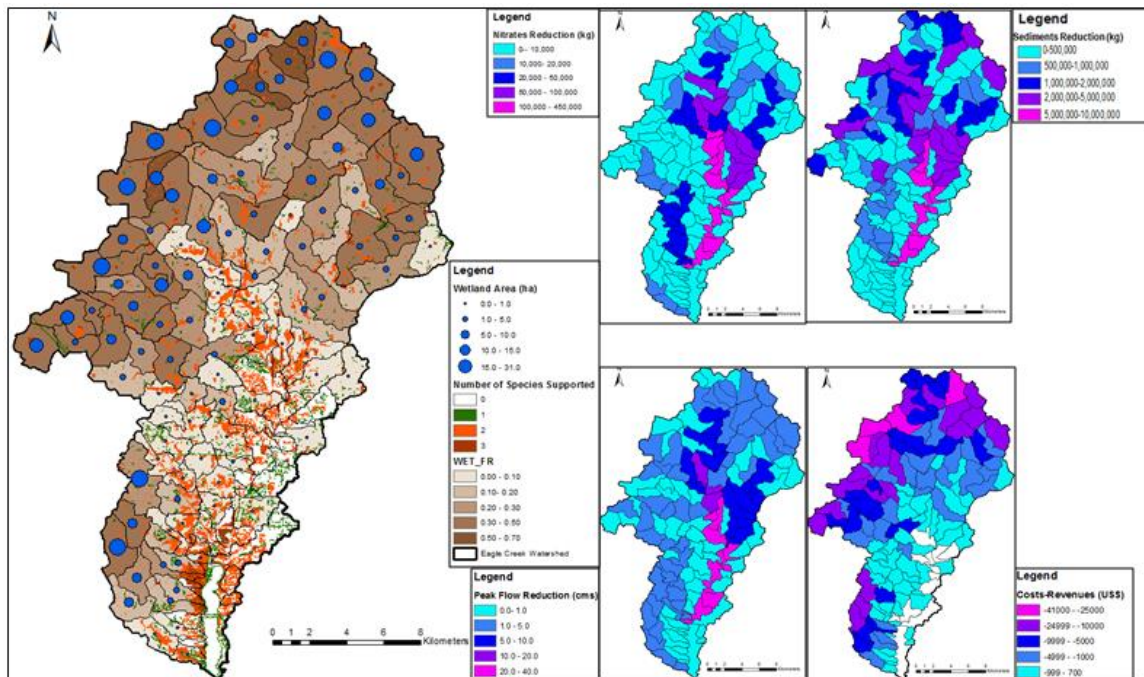 N
Legend
Wetland Area (ha)
0.0 - 1.0
1.0 - 5.0
5.0 - 10.0
10.0 - 15.0
15.0 - 31.0
Number of Species Supported
0
1
2
3
WET_FR
0.00 - 0.10
0.10 - 0.20
0.20 - 0.30
0.30 - 0.50
0.50 - 0.70
Eagle Creek Watershed
0 1 2 4 6 8
Kilometers
Legend
Nitrates Reduction (kg)
0-- 10,000
10,000- 20,000
20,000 - 50,000
50,000 - 100,000
100,000 - 450,000
N
Kilometers
N
Legend
Sediments Reduction (kg)
0-500,000
500,000-1,000,000
1,000,000-2,000,000
2,000,000-5,000,000
5,000,000-10,000,000
Kilometers
Legend
Peak Flow Reduction (cms)
0.0- 1.0
1.0 - 5.0
5.0 - 10.0
10.0 - 20.0
20.0 - 40.0
N
Kilometers
N
Legend
Costs-Revenues (US$)
-41000 - -25000
-24999 - -10000
-9999 - -5000
-4999 - -1000
-999 - 700
Kilometers